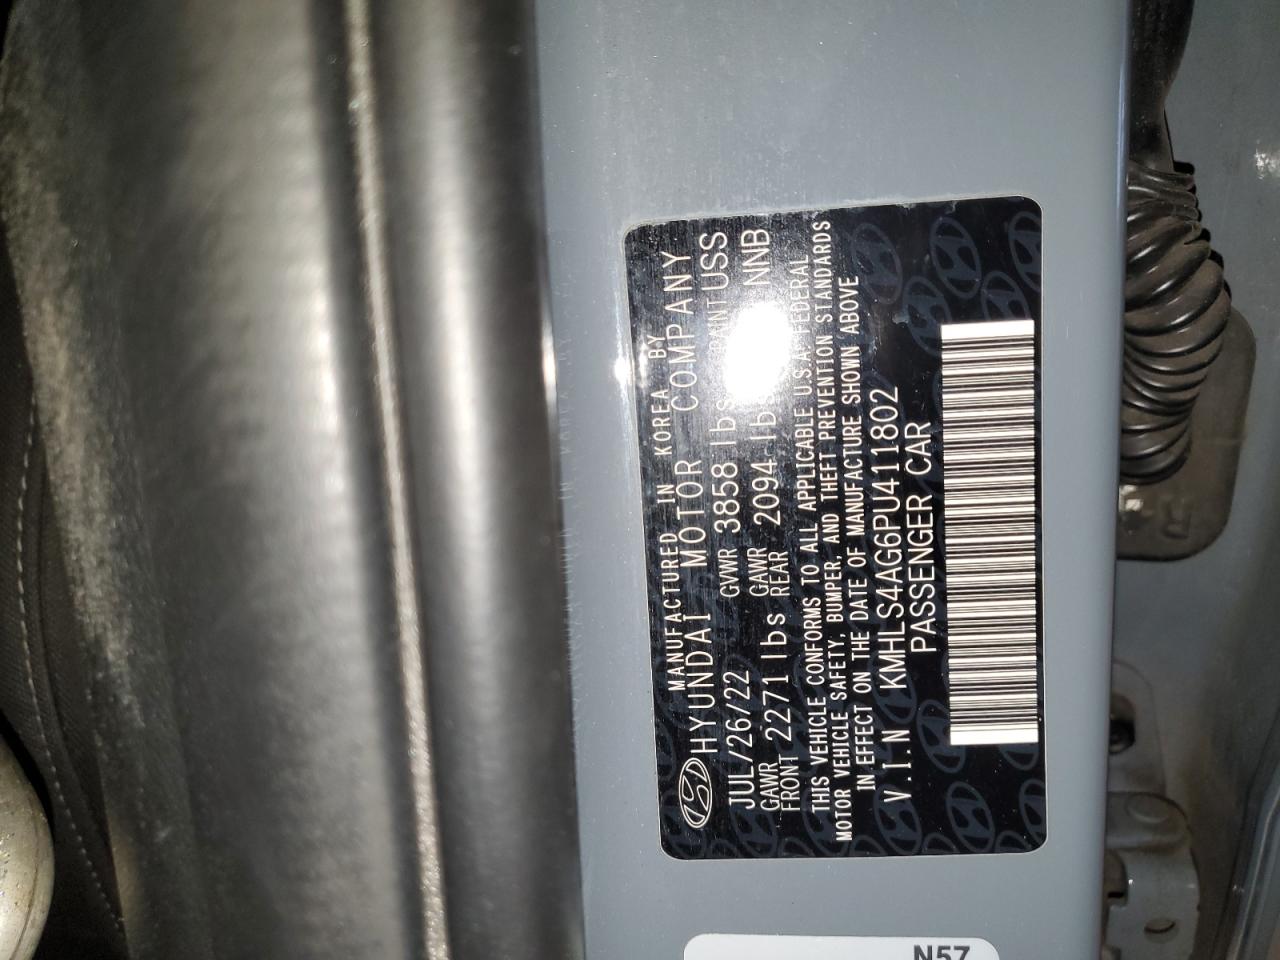 MANUFACTURED IN KOREA BY
HYUNDAI MOTOR COMPANY
JUL/26/22 GVWR 3858 lbs PAINT USS
GAWR FRONT 2271 lbs GAWR REAR 2094 lbs NNB
THIS VEHICLE CONFORMS TO ALL APPLICABLE U.S.A. FEDERAL
MOTOR VEHICLE SAFETY, BUMPER, AND THEFT PREVENTION STANDARDS
IN EFFECT ON THE DATE OF MANUFACTURE SHOWN ABOVE
V.I.N KMHLS4AG6PU411802
PASSENGER CAR
N57